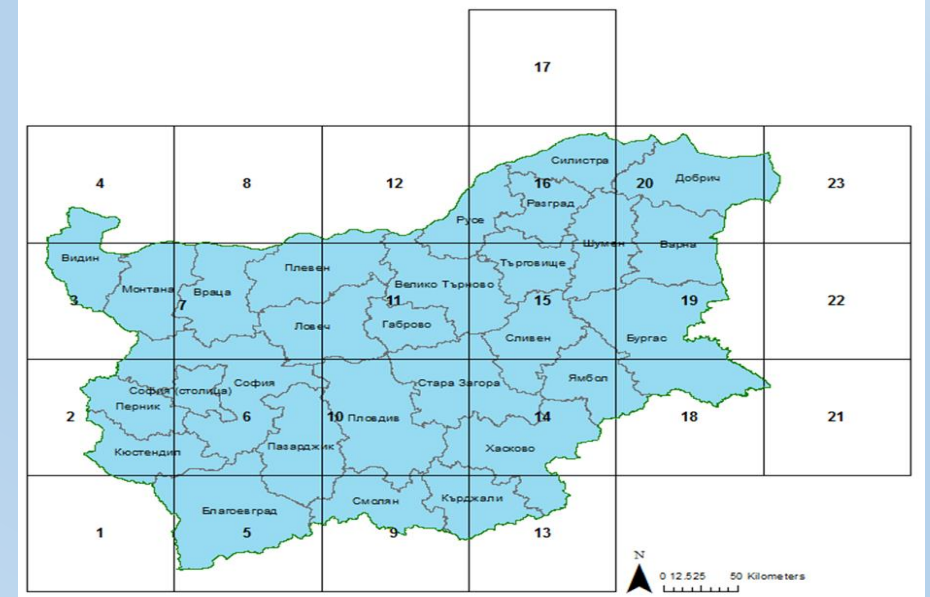 17
Силистра
4
8
12
16
20
Добрич
23
Разград
Русе
Шумен
Варна
Видин
Търговище
Плевен
Велико Търново
Монтана
Враца
3
7
11
15
19
22
Ловеч
Габрово
Сливен
Бургас
Ямбол
София (столица)
София
Стара Загора
Перник
2
6
10
Пловдив
14
18
21
Пазарджик
Хасково
Кюстендил
Смолян
Кърджали
Благоевград
1
5
9
13
N
0 12.525 50 Kilometers